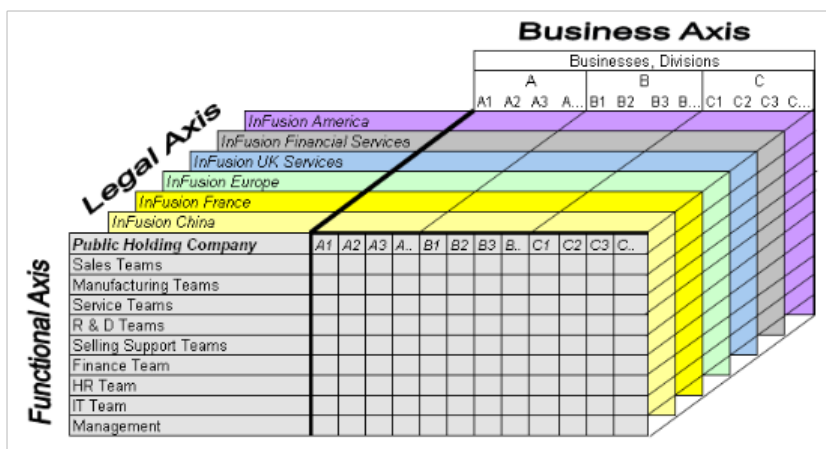 Business Axis
Businesses, Divisions
A B C
A1 A2 A3 A... B1 B2 B3 B... C1 C2 C3 C...
Legal Axis
InFusion America
InFusion Financial Services
InFusion UK Services
InFusion Europe
InFusion France
InFusion China
Functional Axis
Public Holding Company A1 A2 A3 A.. B1 B2 B3 B.. C1 C2 C3 C..
Sales Teams
Manufacturing Teams
Service Teams
R & D Teams
Selling Support Teams
Finance Team
HR Team
IT Team
Management